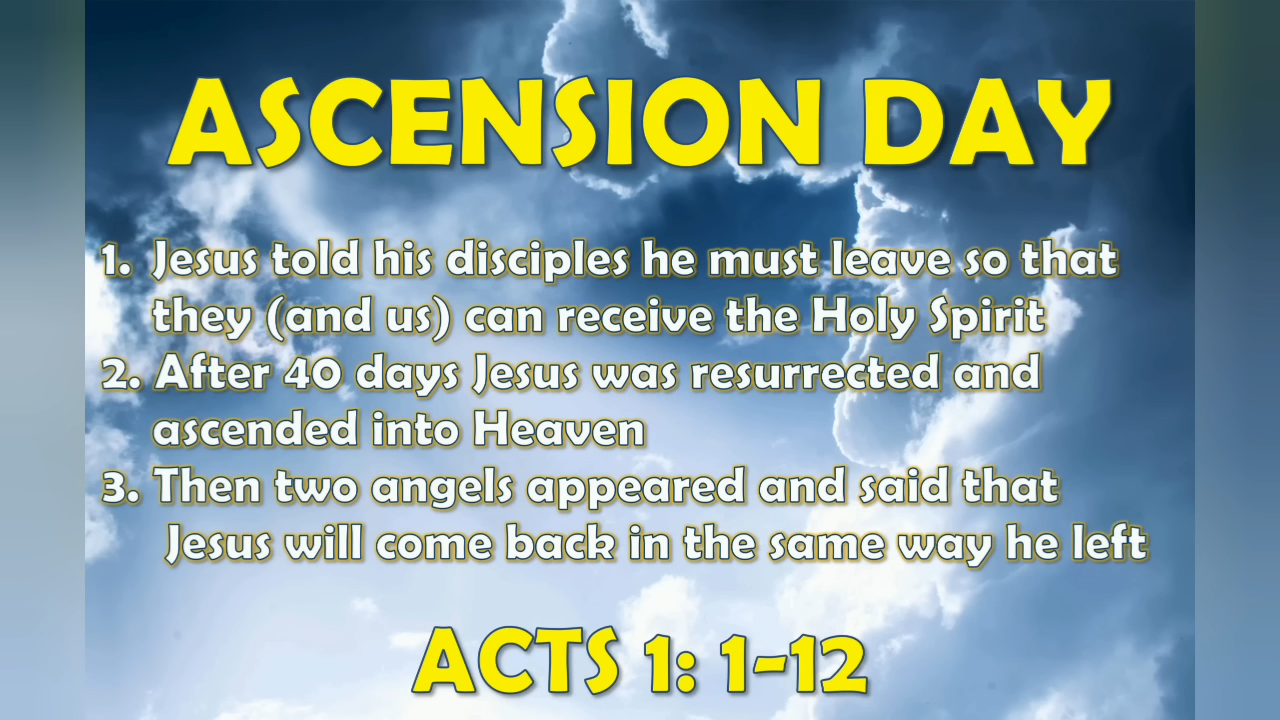 ASCENSION DAY
1. Jesus told his disciples he must leave so that
they (and us) can receive the Holy Spirit
2. After 40 days Jesus was resurrected and
ascended into Heaven
3. Then two angels appeared and said that
Jesus will come back in the same way he left
ACTS 1: 1-12